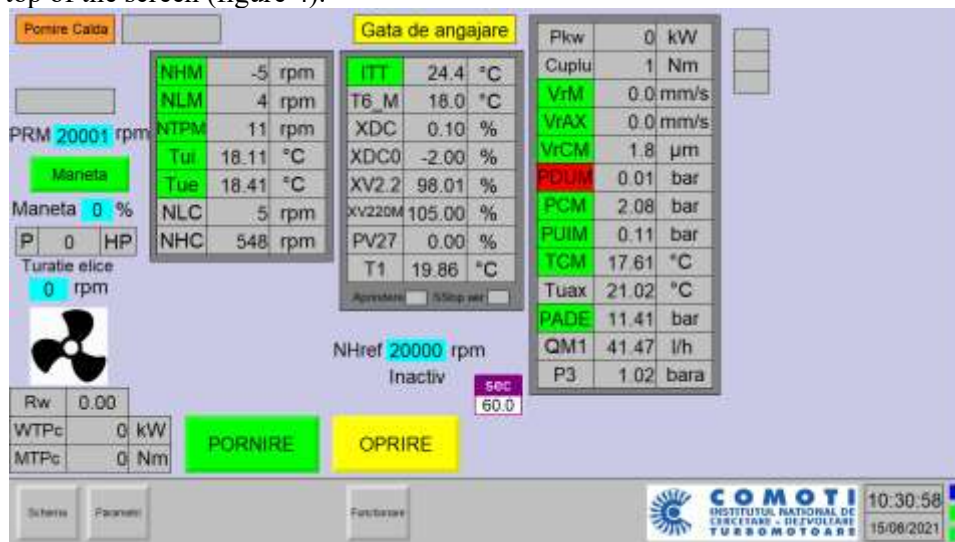 top of the screen (figure 4).
Pornire Calda
Gata de angajare
PRM 20001 rpm
Maneta
Maneta 0 %
P 0 HP
Turatie elice
0 rpm
Rw 0.00
WTPc 0 kW
MTPc 0 Nm
NHM -5 rpm
NLM 4 rpm
NTPM 11 rpm
Tui 18.11 °C
Tue 18.41 °C
NLC 5 rpm
NHC 548 rpm
ITT 24.4 °C
T6_M 18.0 °C
XDC 0.10 %
XDC0 -2.00 %
XV2.2 98.01 %
XV220M 105.00 %
PV27 0.00 %
T1 19.86 °C
Aprindere
NHref 20000 rpm
Inactiv
sec
60.0
PORNIRE
OPRIRE
Pkw 0 kW
Cuplu 1 Nm
VrM 0.0 mm/s
VrAX 0.0 mm/s
VrCM 1.8 µm
PDUM 0.01 bar
PCM 2.08 bar
PUIM 0.11 bar
TCM 17.61 °C
Tuax 21.02 °C
PADE 11.41 bar
QM1 41.47 l/h
P3 1.02 bara
Schema
Parametri
Functionare
COMOTI
INSTITUTUL NATIONAL DE
CERCETARE - DEZVOLTARE
TURBOMOTOARE
10:30:58
15/06/2021